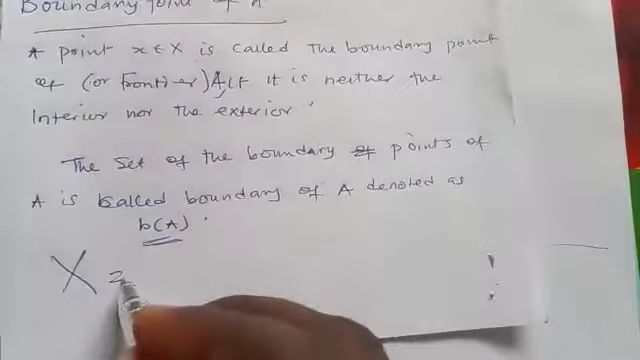 Boundary point of A
A point x ∈ X is called the boundary point
of (or Frontier) A, if it is neither the
Interior nor the exterior.
The set of the boundary of points of
A is called boundary of A denoted as
b(A).
X =